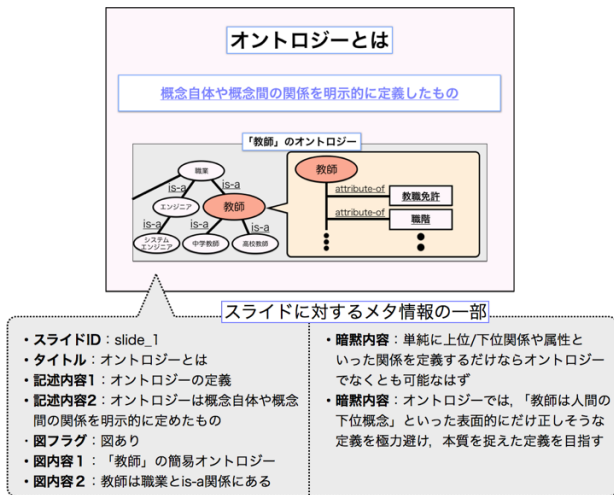 オントロジーとは
概念自体や概念間の関係を明示的に定義したもの
「教師」のオントロジー
職業
is-a
is-a
エンジニア
教師
is-a
is-a
is-a
システム
エンジニア
中学教師
高校教師
教師
attribute-of
教職免許
attribute-of
職階
スライドに対するメタ情報の一部
・スライドID：slide_1
・タイトル：オントロジーとは
・記述内容1：オントロジーの定義
・記述内容2：オントロジーは概念自体や概念
間の関係を明示的に定めたもの
・図フラグ：図あり
・図内容１：「教師」の簡易オントロジー
・図内容２：教師は職業とis-a関係にある
・暗黙内容：単純に上位/下位関係や属性と
いった関係を定義するだけならオントロジー
でなくとも可能なはず
・暗黙内容：オントロジーでは，「教師は人間の
下位概念」といった表面的にだけ正しそうな
定義を極力避け，本質を捉えた定義を目指す